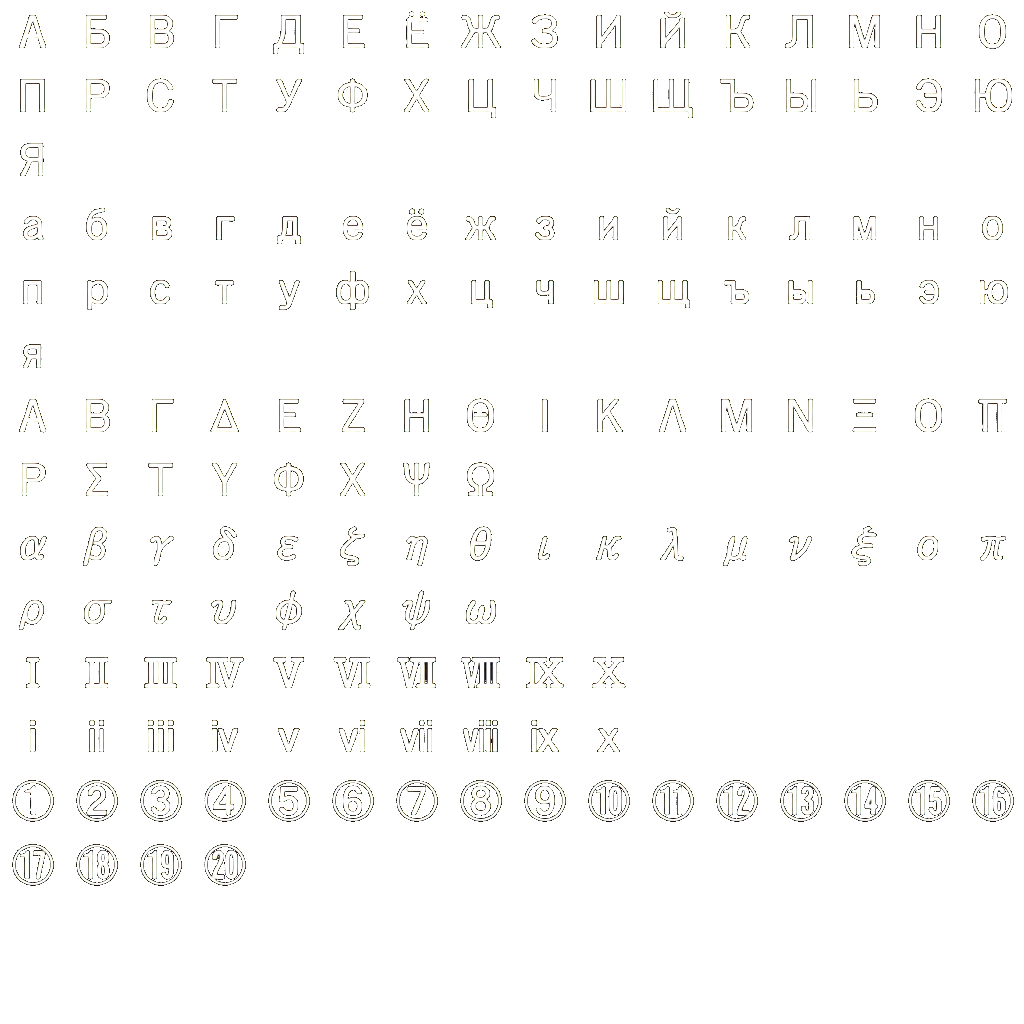 А Б В Г Д Е Ё Ж З И Й К Л М Н О
П Р С Т У Ф Х Ц Ч Ш Щ Ъ Ы Ь Э Ю
Я
а б в г д е ё ж з и й к л м н о
п р с т у ф х ц ч ш щ ъ ы ь э ю
я
Α Β Γ Δ Ε Ζ Η Θ Ι Κ Λ Μ Ν Ξ Ο Π
Ρ Σ Τ Υ Φ Χ Ψ Ω
α β γ δ ε ζ η θ ι κ λ μ ν ξ ο π
ρ σ τ υ φ χ ψ ω
Ⅰ Ⅱ Ⅲ Ⅳ Ⅴ Ⅵ Ⅶ Ⅷ Ⅸ Ⅹ
ⅰ ⅱ ⅲ ⅳ ⅴ ⅵ ⅶ ⅷ ⅸ ⅹ
① ② ③ ④ ⑤ ⑥ ⑦ ⑧ ⑨ ⑩ ⑪ ⑫ ⑬ ⑭ ⑮ ⑯
⑰ ⑱ ⑲ ⑳